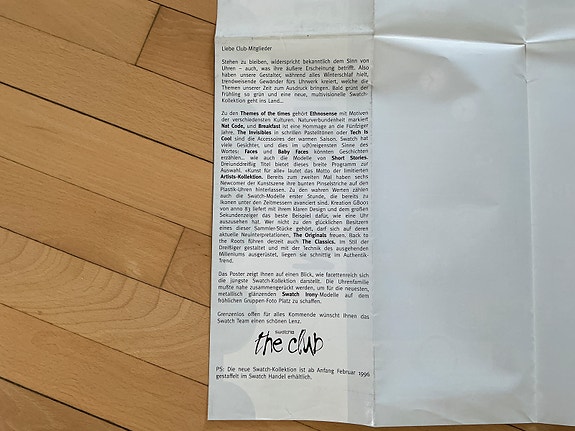 Liebe Club-Mitglieder
Stehen zu bleiben, widerspricht bekanntlich dem Sinn von
Uhren – auch, was ihre äußere Erscheinung betrifft. Also
haben unsere Gestalter, während alles Winterschlaf hielt,
trendweisende Gewänder fürs Uhrwerk kreiert, welche die
Themen unserer Zeit zum Ausdruck bringen. Bald grünt der
Frühling so grün und eine neue, multivisionelle Swatch-
Kollektion geht ins Land...
Zu den Themes of the times gehört Ethnosense mit Motiven
der verschiedensten Kulturen. Naturverbundenheit markiert
Nat Code, und Breakfast ist eine Hommage an die Fünfziger
Jahre. The Invisibles in schrillen Pastelltönen oder Tech Is
Cool sind die Accessoires der warmen Saison. Swatch hat
viele Gesichter, und dies im u(h)reigensten Sinne des
Wortes: Faces und Baby Faces könnten Geschichten
erzählen... wie auch die Modelle von Short Stories.
Dreiunddreißig Titel bietet dieses breite Programm zur
Auswahl. «Kunst für alle» lautet das Motto der limitierten
Artists-Kollektion. Bereits zum zweiten Mal haben sechs
Newcomer der Kunstszene ihre bunten Pinselstriche auf den
Plastik-Uhren hinterlassen. Zu den wahren Werten zählen
auch die Swatch-Modelle erster Stunde, die bereits zu
Ikonen unter den Zeitmessern avanciert sind. Kreation GB001
von anno 83 liefert mit ihrem klaren Design und dem großen
Sekundenzeiger das beste Beispiel dafür, wie eine Uhr
auszusehen hat. Wer nicht zu den glücklichen Besitzern
eines dieser Sammler-Stücke gehört, darf sich auf deren
aktuelle Neuinterpretationen, The Originals freuen. Back to
the Roots führen derzeit auch The Classics. Im Stil der
Dreißiger gestaltet und mit der Technik des ausgehenden
Milleniums ausgerüstet, liegen sie schnittig im Authentik-
Trend.
Das Poster zeigt Ihnen auf einen Blick, wie facettenreich sich
die jüngste Swatch-Kollektion darstellt. Die Uhrenfamilie
mußte nahe zusammengerückt werden, um für die neuesten,
metallisch glänzenden Swatch Irony-Modelle auf dem
fröhlichen Gruppen-Foto Platz zu schaffen.
Grenzenlos offen für alles Kommende wünscht Ihnen das
Swatch Team einen schönen Lenz.
swatch
the club
PS: Die neue Swatch-Kollektion ist ab Anfang Februar 1996
gestaffelt im Swatch Handel erhältlich.